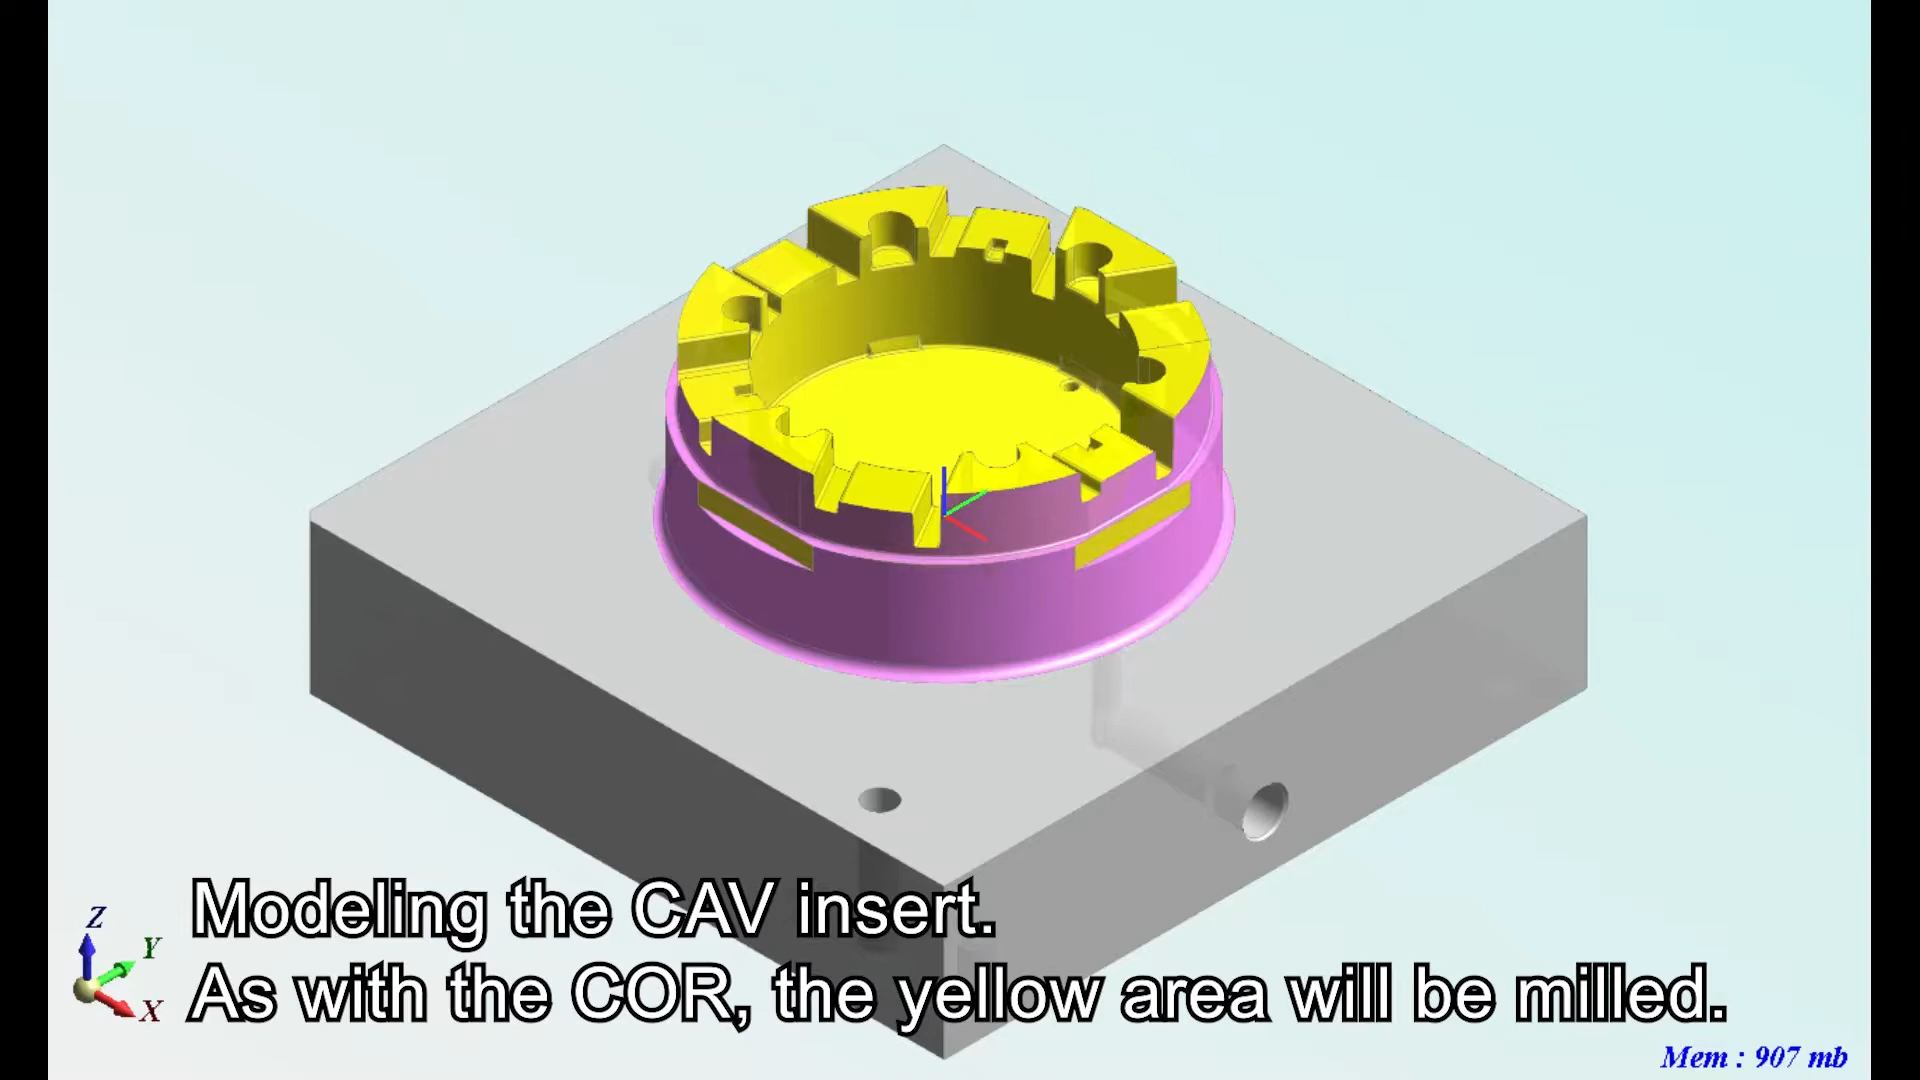 Z
Y
X
Modeling the CAV insert.
As with the COR, the yellow area will be milled.
Mem : 907 mb